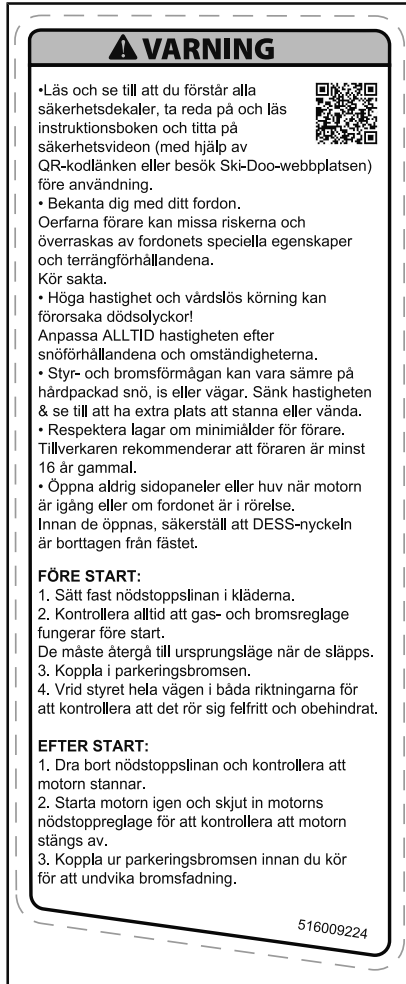 VARNING
•Läs och se till att du förstår alla
säkerhetsdekaler, ta reda på och läs
instruktionsboken och titta på
säkerhetsvideon (med hjälp av
QR-kodlänken eller besök Ski-Doo-webbplatsen)
före användning.
• Bekanta dig med ditt fordon.
Oerfarna förare kan missa riskerna och
överraskas av fordonets speciella egenskaper
och terrängförhållandena.
Kör sakta.
• Höga hastighet och vårdslös körning kan
förorsaka dödsolyckor!
Anpassa ALLTID hastigheten efter
snöförhållandena och omständigheterna.
• Styr- och bromsförmågan kan vara sämre på
hårdpackad snö, is eller vägar. Sänk hastigheten
& se till att ha extra plats att stanna eller vända.
• Respektera lagar om minimiålder för förare.
Tillverkaren rekommenderar att föraren är minst
16 år gammal.
• Öppna aldrig sidopaneler eller huv när motorn
är igång eller om fordonet är i rörelse.
Innan de öppnas, säkerställ att DESS-nyckeln
är borttagen från fästet.
FÖRE START:
1. Sätt fast nödstoppslinan i kläderna.
2. Kontrollera alltid att gas- och bromsreglage
fungerar före start.
De måste återgå till ursprungsläge när de släpps.
3. Koppla i parkeringsbromsen.
4. Vrid styret hela vägen i båda riktningarna för
att kontrollera att det rör sig felfritt och obehindrat.
EFTER START:
1. Dra bort nödstoppslinan och kontrollera att
motorn stannar.
2. Starta motorn igen och skjut in motorns
nödstoppreglage för att kontrollera att motorn
stängs av.
3. Koppla ur parkeringsbromsen innan du kör
för att undvika bromsfadning.
516009224